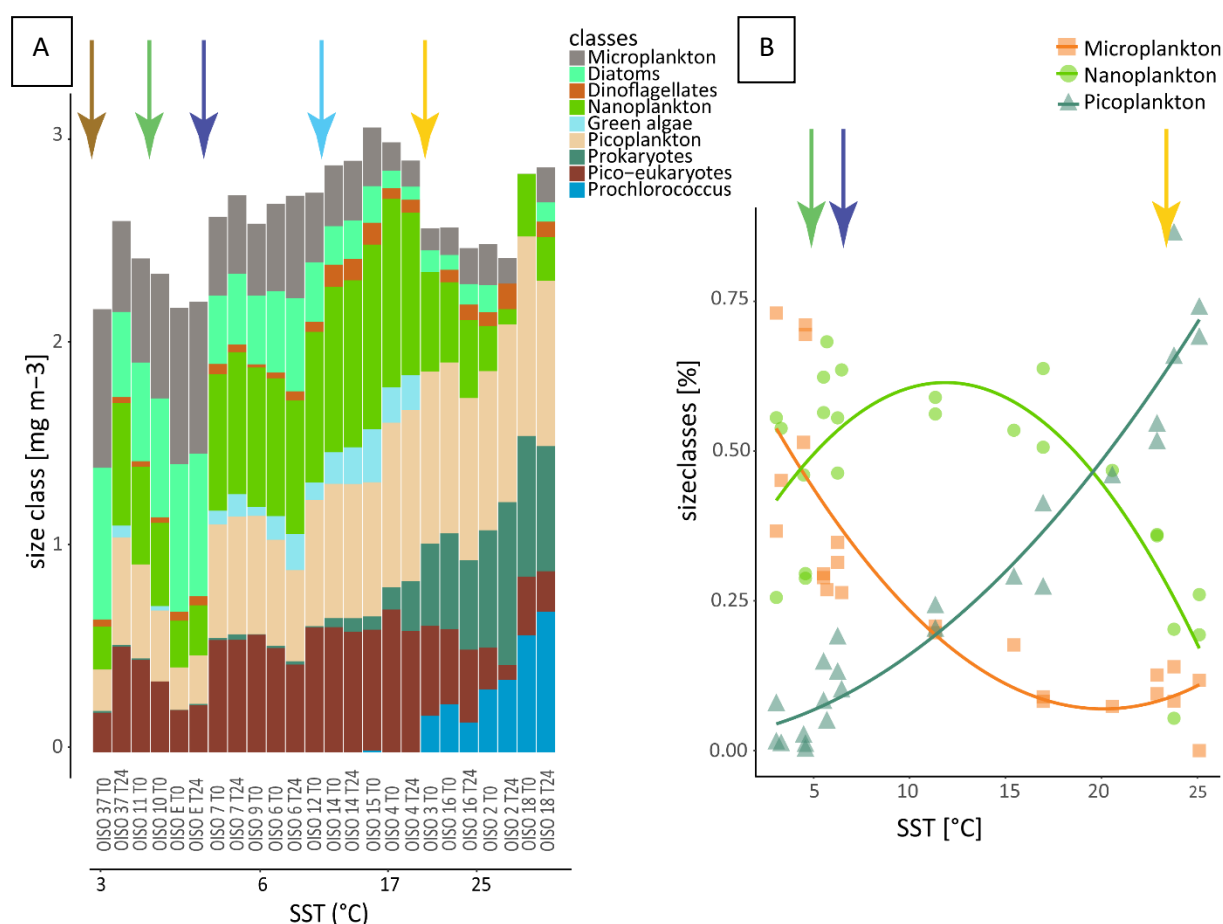 A
classes
Microplankton
Diatoms
Dinoflagellates
Nanoplankton
Green algae
Picoplankton
Prokaryotes
Pico-eukaryotes
Prochlorococcus
size class [mg m−3]
3
2
1
0
OISO 37 T0
OISO 37 T24
OISO 11 T0
OISO 10 T0
OISO E T0
OISO E T24
OISO 7 T0
OISO 7 T24
OISO 9 T0
OISO 6 T0
OISO 6 T24
OISO 12 T0
OISO 14 T0
OISO 14 T24
OISO 15 T0
OISO 4 T0
OISO 4 T24
OISO 3 T0
OISO 16 T0
OISO 16 T24
OISO 2 T0
OISO 2 T24
OISO 18 T0
OISO 18 T24
3 6 17 25
SST (°C)
B
Microplankton
Nanoplankton
Picoplankton
sizeclasses [%]
0.75
0.50
0.25
0.00
5 10 15 20 25
SST [°C]